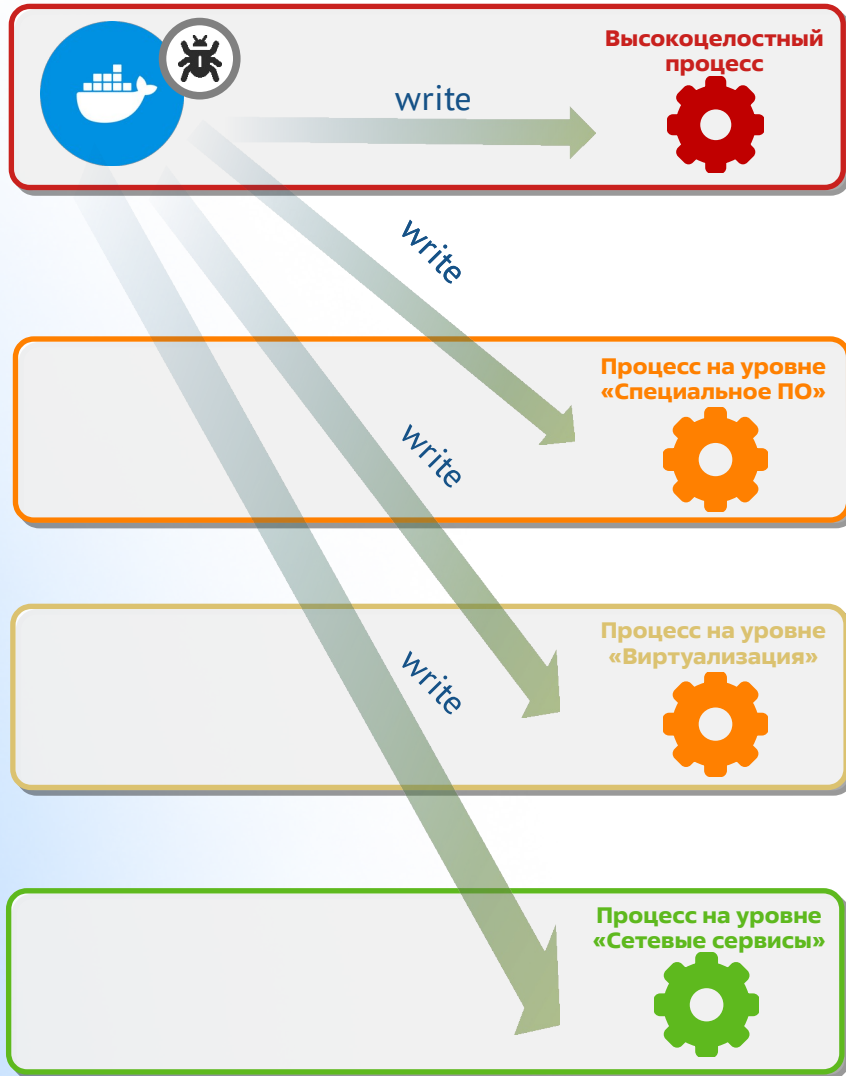 Высокоцелостный
процесс
write
write
Процесс на уровне
«Специальное ПО»
write
Процесс на уровне
«Виртуализация»
write
Процесс на уровне
«Сетевые сервисы»